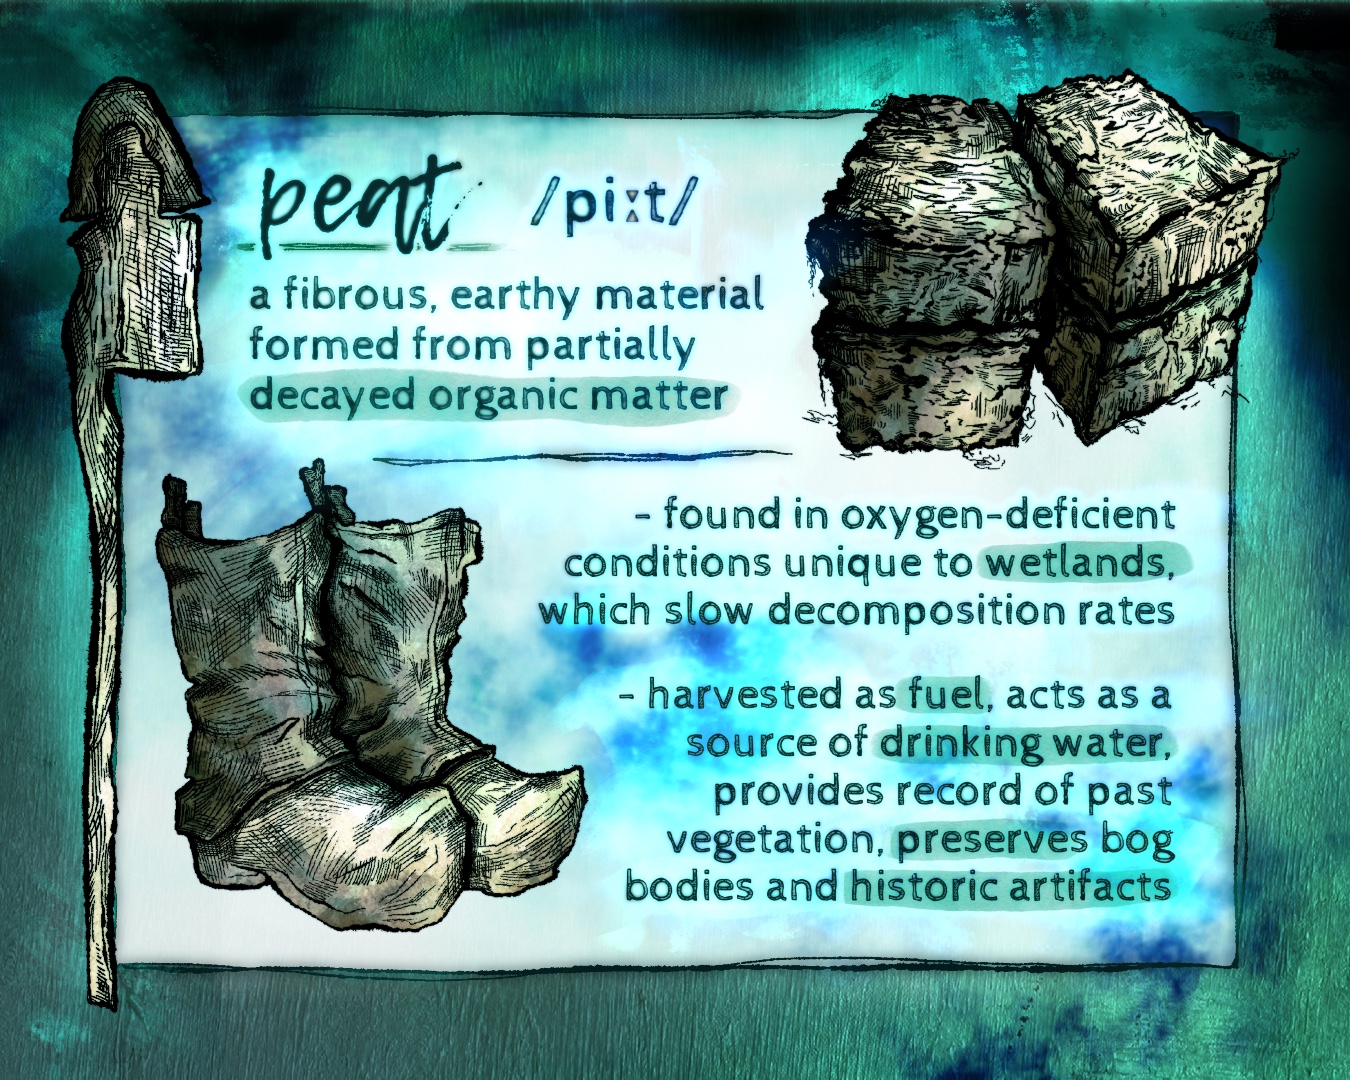 peat /pi:t/
a fibrous, earthy material
formed from partially
decayed organic matter
- found in oxygen-deficient
conditions unique to wetlands,
which slow decomposition rates
- harvested as fuel, acts as a
source of drinking water,
provides record of past
vegetation, preserves bog
bodies and historic artifacts